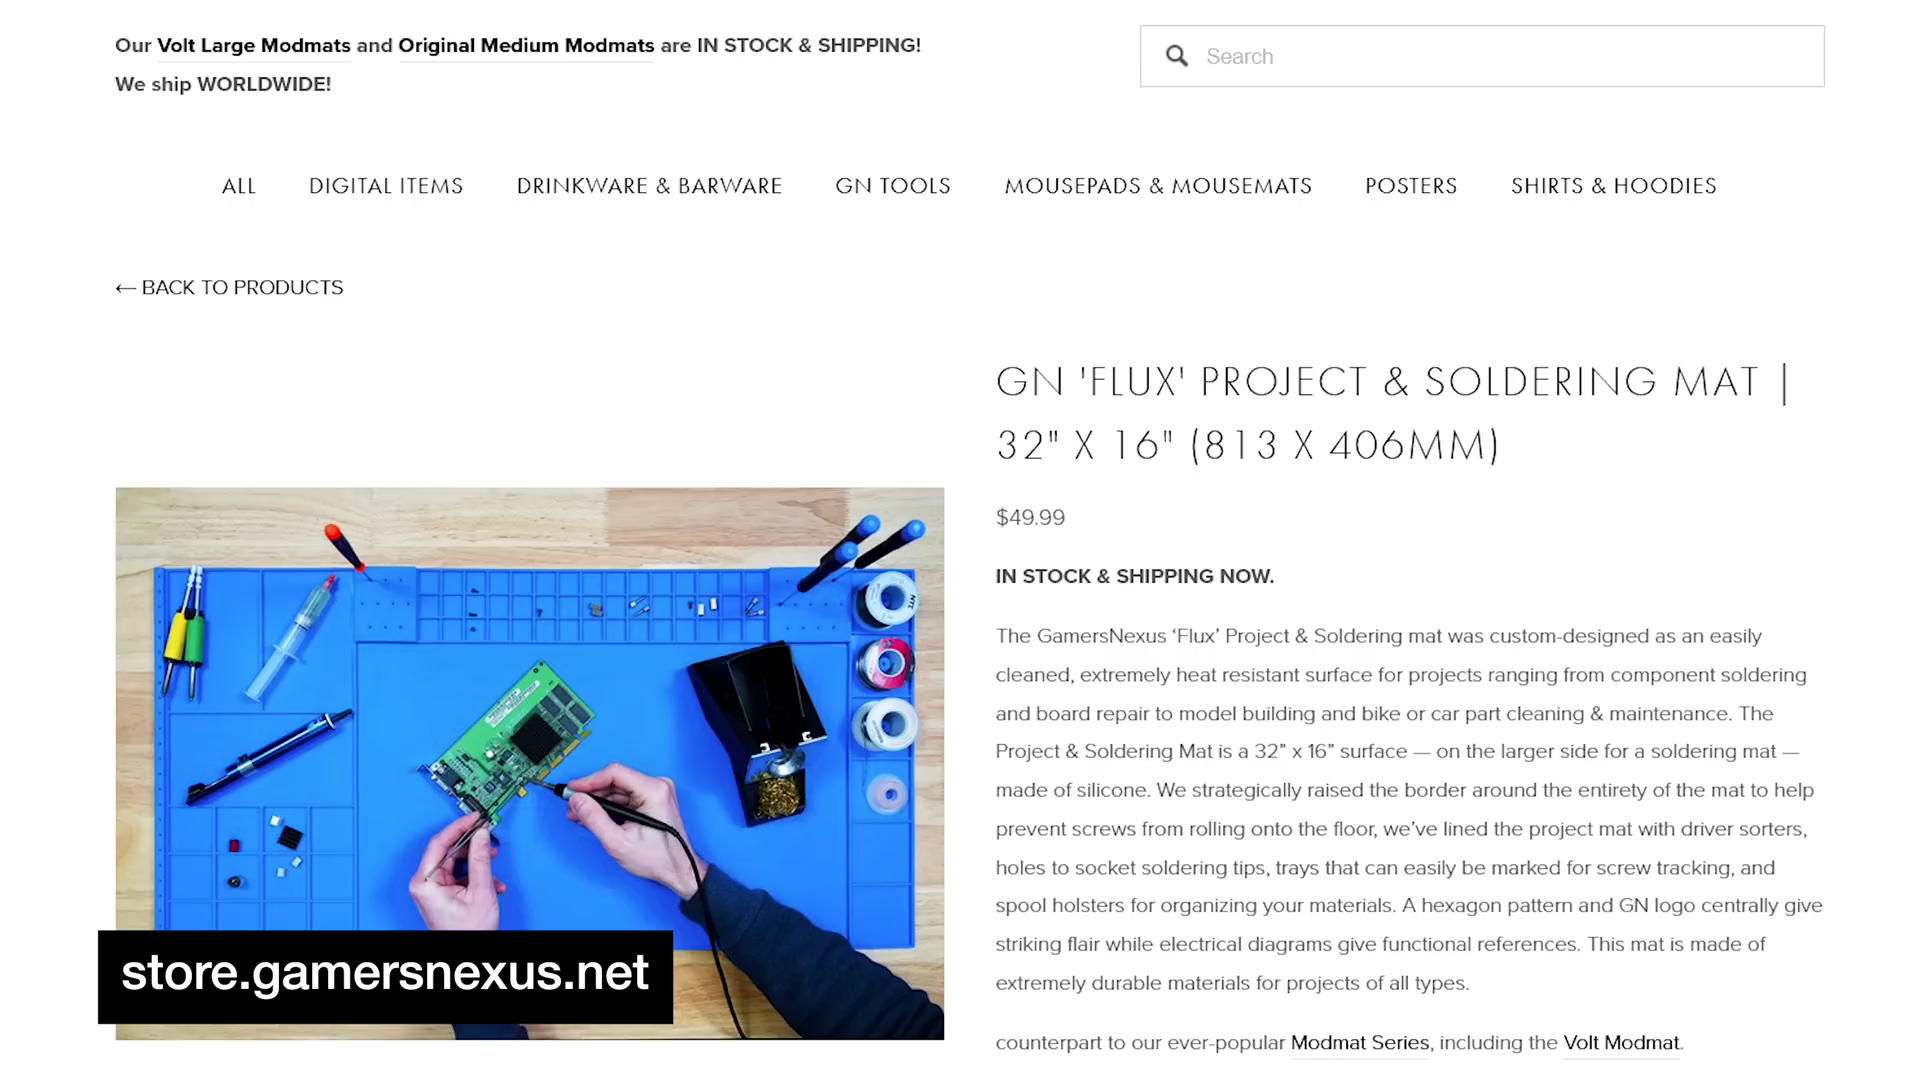 Our Volt Large Modmats and Original Medium Modmats are IN STOCK & SHIPPING!
We ship WORLDWIDE!
Search
ALL DIGITAL ITEMS DRINKWARE & BARWARE GN TOOLS MOUSEPADS & MOUSEMATS POSTERS SHIRTS & HOODIES
← BACK TO PRODUCTS
GN 'FLUX' PROJECT & SOLDERING MAT |
32" X 16" (813 X 406MM)
$49.99
IN STOCK & SHIPPING NOW.
The GamersNexus ‘Flux’ Project & Soldering mat was custom-designed as an easily
cleaned, extremely heat resistant surface for projects ranging from component soldering
and board repair to model building and bike or car part cleaning & maintenance. The
Project & Soldering Mat is a 32” x 16” surface — on the larger side for a soldering mat —
made of silicone. We strategically raised the border around the entirety of the mat to help
prevent screws from rolling onto the floor, we’ve lined the project mat with driver sorters,
holes to socket soldering tips, trays that can easily be marked for screw tracking, and
spool holsters for organizing your materials. A hexagon pattern and GN logo centrally give
striking flair while electrical diagrams give functional references. This mat is made of
extremely durable materials for projects of all types.
counterpart to our ever-popular Modmat Series, including the Volt Modmat.
store.gamersnexus.net